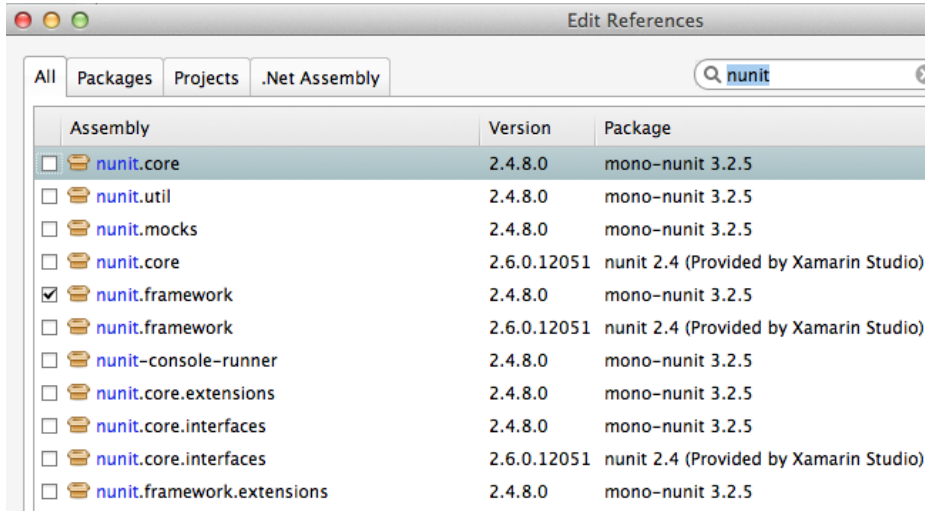 Edit References
All Packages Projects .Net Assembly nunit
Assembly Version Package
nunit.core 2.4.8.0 mono-nunit 3.2.5
nunit.util 2.4.8.0 mono-nunit 3.2.5
nunit.mocks 2.4.8.0 mono-nunit 3.2.5
nunit.core 2.6.0.12051 nunit 2.4 (Provided by Xamarin Studio)
nunit.framework 2.4.8.0 mono-nunit 3.2.5
nunit.framework 2.6.0.12051 nunit 2.4 (Provided by Xamarin Studio)
nunit-console-runner 2.4.8.0 mono-nunit 3.2.5
nunit.core.extensions 2.4.8.0 mono-nunit 3.2.5
nunit.core.interfaces 2.4.8.0 mono-nunit 3.2.5
nunit.core.interfaces 2.6.0.12051 nunit 2.4 (Provided by Xamarin Studio)
nunit.framework.extensions 2.4.8.0 mono-nunit 3.2.5